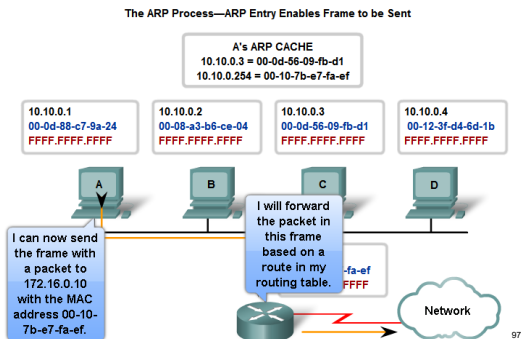 The ARP Process—ARP Entry Enables Frame to be Sent
A's ARP CACHE
10.10.0.3 = 00-0d-56-09-fb-d1
10.10.0.254 = 00-10-7b-e7-fa-ef
10.10.0.1
00-0d-88-c7-9a-24
FFFF.FFFF.FFFF
10.10.0.2
00-08-a3-b6-ce-04
FFFF.FFFF.FFFF
10.10.0.3
00-0d-56-09-fb-d1
FFFF.FFFF.FFFF
10.10.0.4
00-12-3f-d4-6d-1b
FFFF.FFFF.FFFF
A
B
C
D
I can now send
the frame with
a packet to
172.16.0.10
with the MAC
address 00-10-
7b-e7-fa-ef.
I will forward
the packet in
this frame
based on a
route in my
routing table.
-fa-ef
FFFF
Network
97